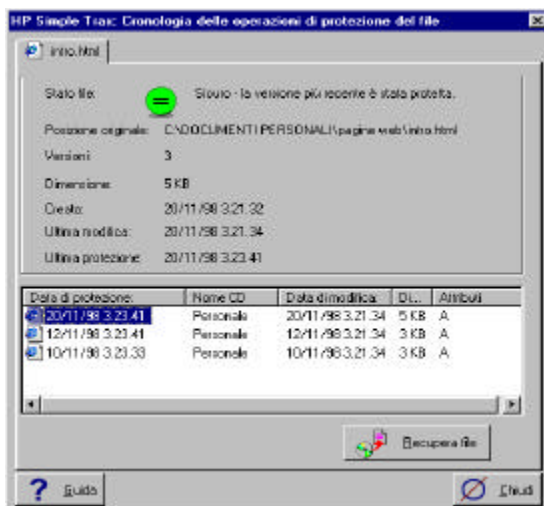 HP Simple Trax: Cronologia delle operazioni di protezione del file
intro.html
Stato file: Sicuro - la versione più recente è stata protetta.
Posizione originale: C:\DOCUMENTI PERSONALI\pagine web\intro.html
Versioni: 3
Dimensione: 5 KB
Creato: 20/11/98 3.21.32
Ultima modifica: 20/11/98 3.21.34
Ultima protezione: 20/11/98 3.23.41
Data di protezione: Nome CD Data di modifica: Di... Attributi
20/11/98 3.23.41 Personale 20/11/98 3.21.34 5 KB A
12/11/98 3.23.41 Personale 12/11/98 3.21.34 3 KB A
10/11/98 3.23.33 Personale 10/11/98 3.21.34 3 KB A
Recupera file
Guida Chiudi